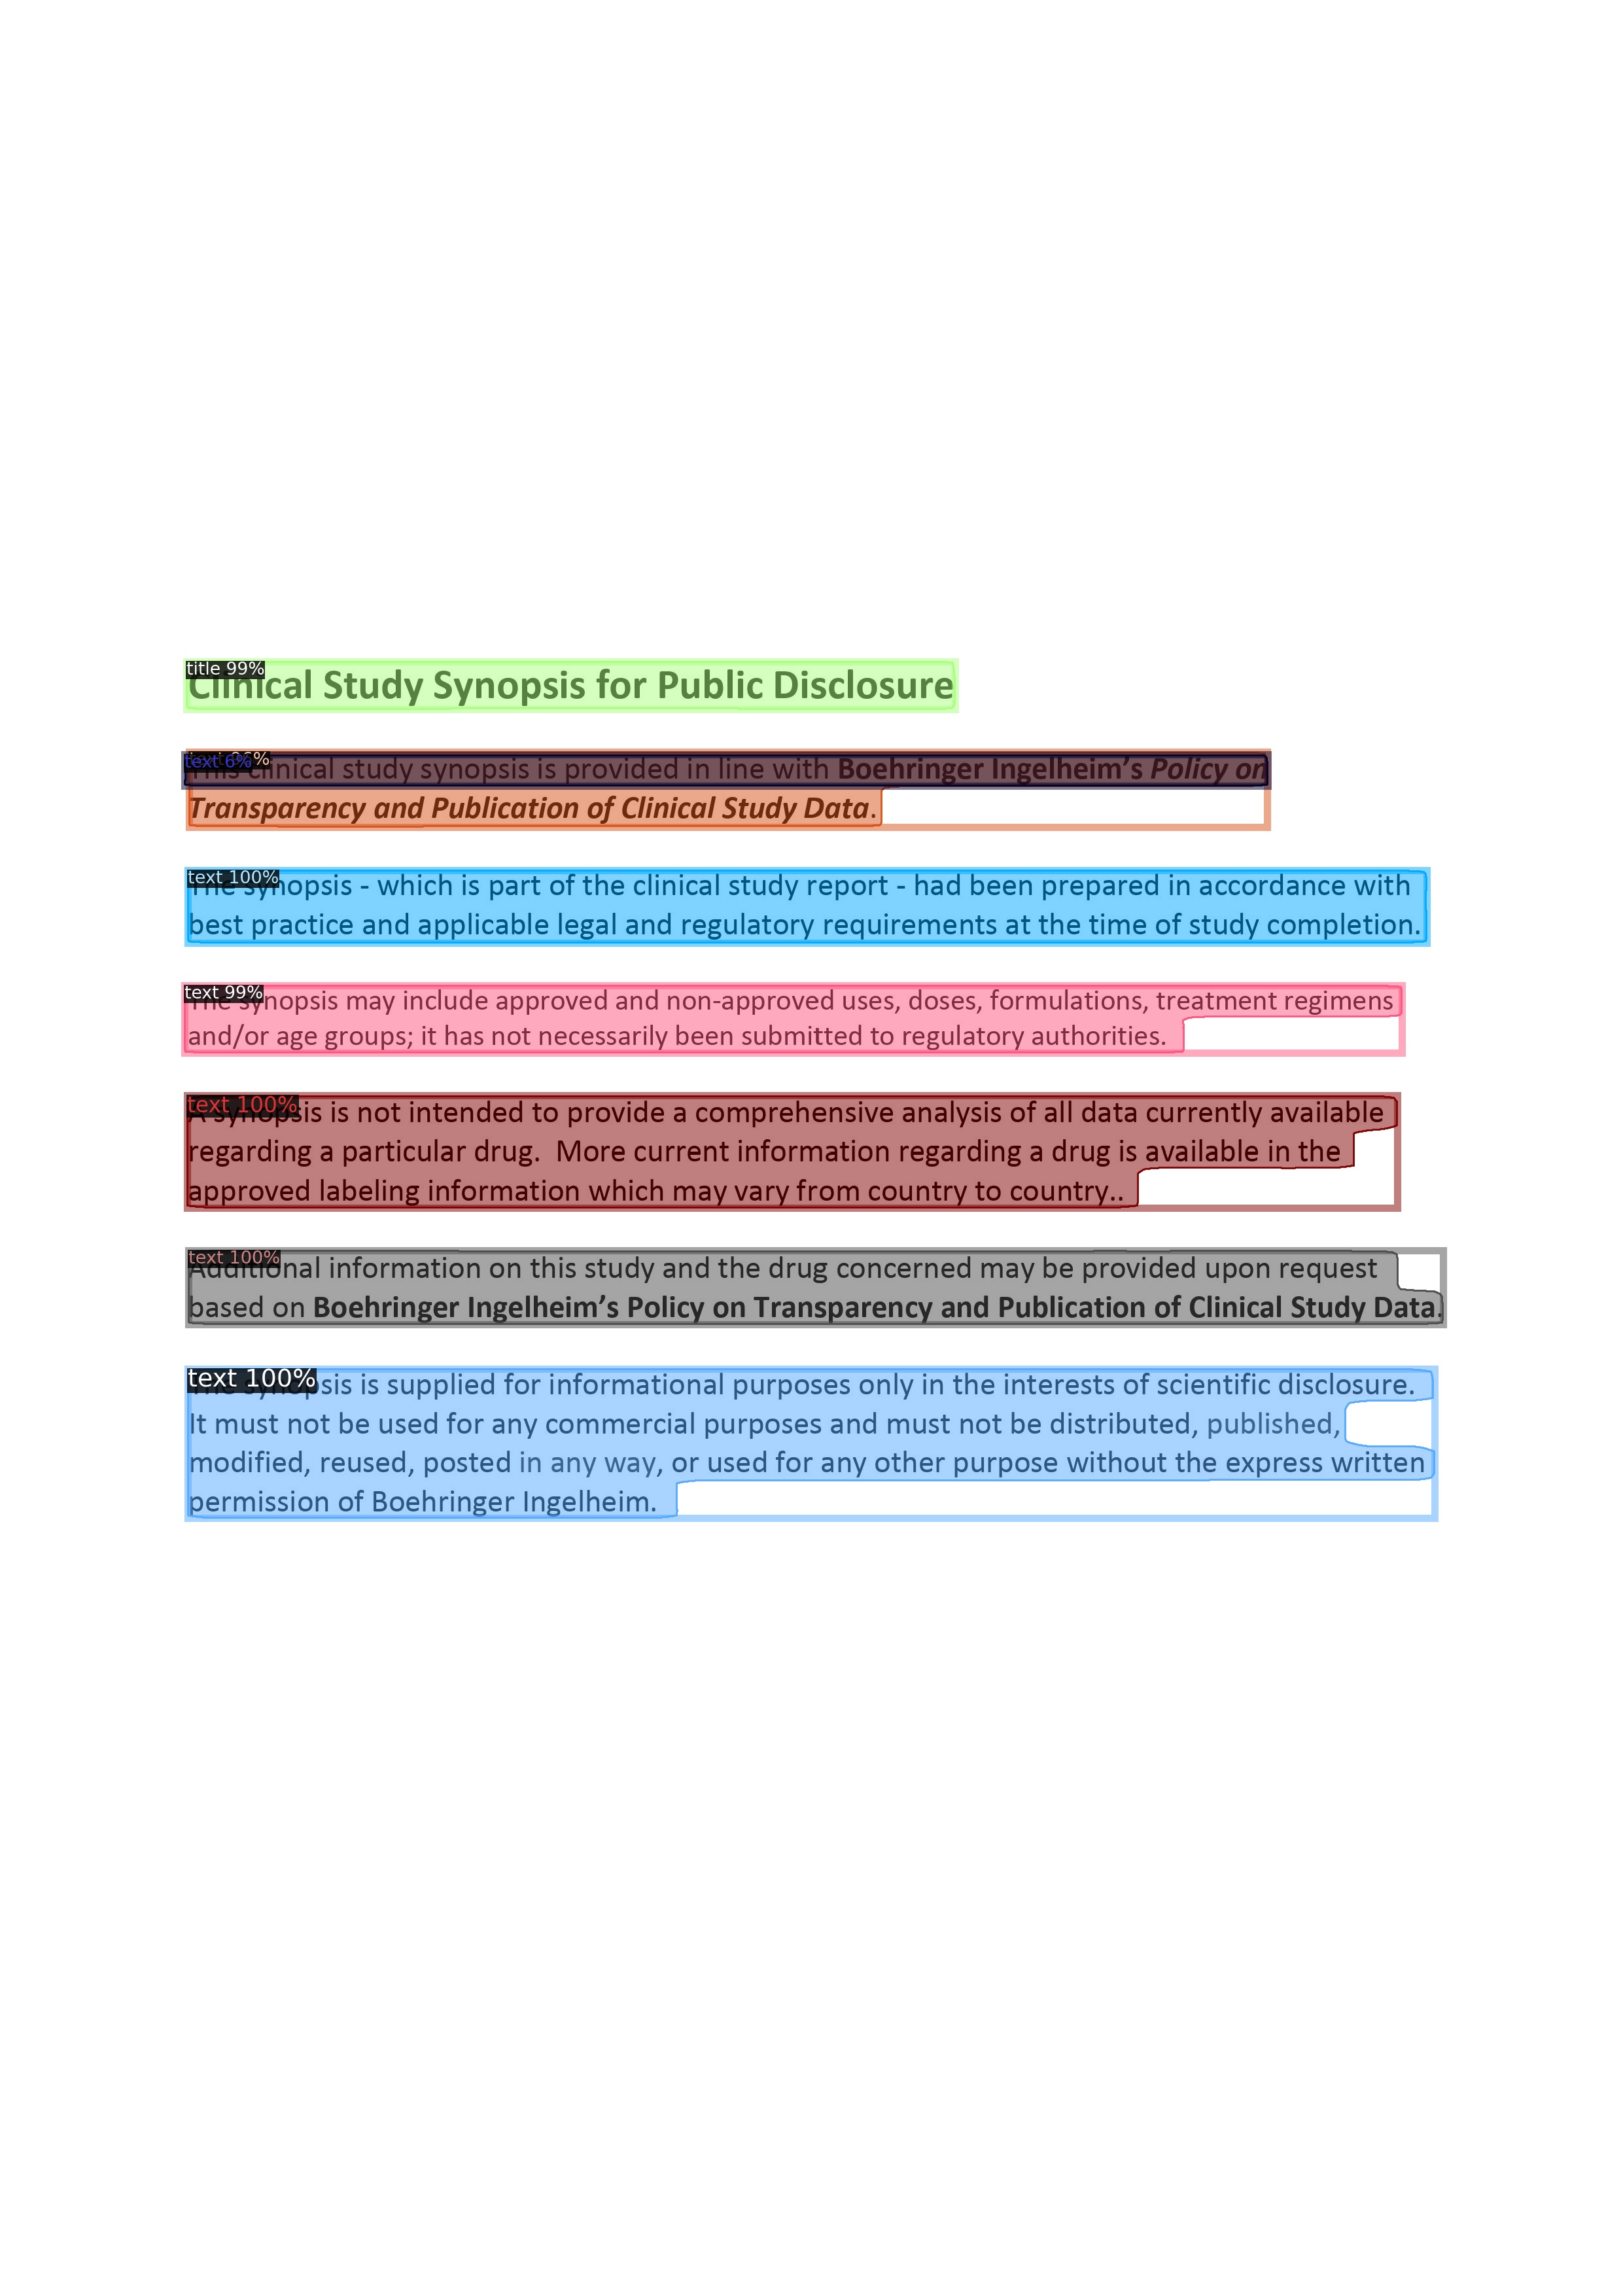 title 99%
Clinical Study Synopsis for Public Disclosure
text 6%
This clinical study synopsis is provided in line with Boehringer Ingelheim's Policy on
Transparency and Publication of Clinical Study Data.
text 100%
The synopsis - which is part of the clinical study report - had been prepared in accordance with
best practice and applicable legal and regulatory requirements at the time of study completion.
text 99%
The synopsis may include approved and non-approved uses, doses, formulations, treatment regimens
and/or age groups; it has not necessarily been submitted to regulatory authorities.
text 100%
A synopsis is not intended to provide a comprehensive analysis of all data currently available
regarding a particular drug.  More current information regarding a drug is available in the
approved labeling information which may vary from country to country..
text 100%
Additional information on this study and the drug concerned may be provided upon request
based on Boehringer Ingelheim's Policy on Transparency and Publication of Clinical Study Data.
text 100%
The synopsis is supplied for informational purposes only in the interests of scientific disclosure.
It must not be used for any commercial purposes and must not be distributed, published,
modified, reused, posted in any way, or used for any other purpose without the express written
permission of Boehringer Ingelheim.